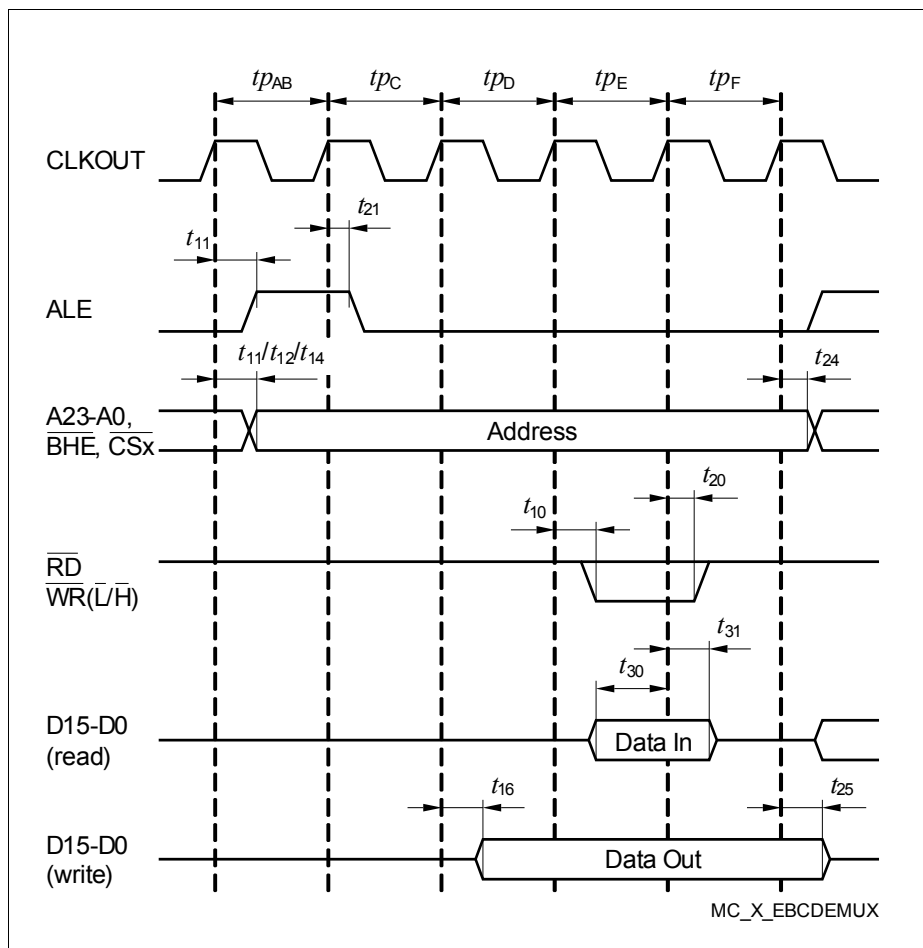 tpAB tpC tpD tpE tpF
CLKOUT
t21
t11
ALE
t11/t12/t14
t24
A23-A0,
BHE, CSx
Address
t20
t10
RD
WR(L/H)
t31
t30
D15-D0
(read)
Data In
t16
t25
D15-D0
(write)
Data Out
MC_X_EBCDEMUX